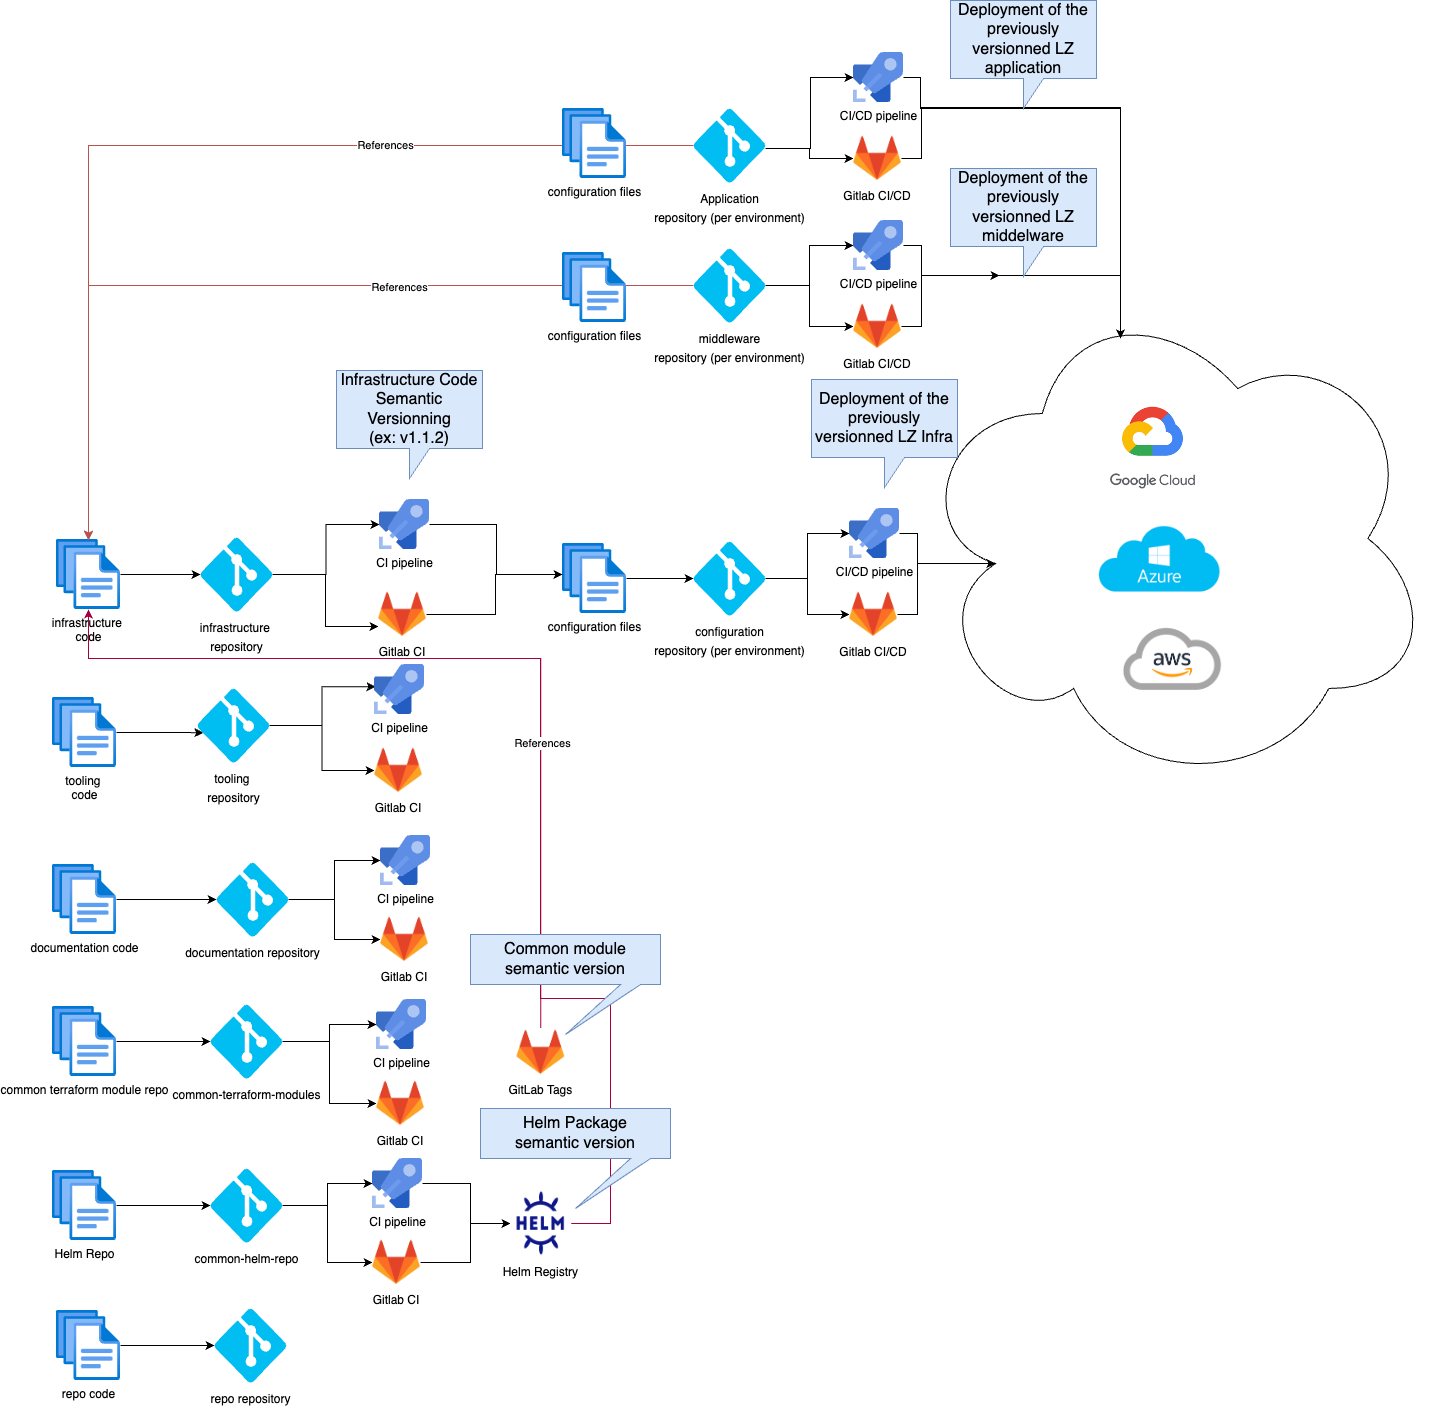 Deployment of the
previously
versionned LZ
application
CI/CD pipeline
References
configuration files
Application
repository (per environment)
Gitlab CI/CD
Deployment of the
previously
versionned LZ
middelware
CI/CD pipeline
References
configuration files
middleware
repository (per environment)
Gitlab CI/CD
Infrastructure Code
Semantic
Versionning
(ex: v1.1.2)
Deployment of the
previously
versionned LZ Infra
Google Cloud
Azure
aws
infrastructure
code
infrastructure
repository
CI pipeline
Gitlab CI
configuration files
configuration
repository (per environment)
CI/CD pipeline
Gitlab CI/CD
tooling
code
tooling
repository
CI pipeline
Gitlab CI
References
documentation code
documentation repository
CI pipeline
Gitlab CI
Common module
semantic version
common terraform module repo
common-terraform-modules
CI pipeline
Gitlab CI
GitLab Tags
Helm Package
semantic version
Helm Repo
common-helm-repo
CI pipeline
Gitlab CI
HELM
Helm Registry
repo code
repo repository